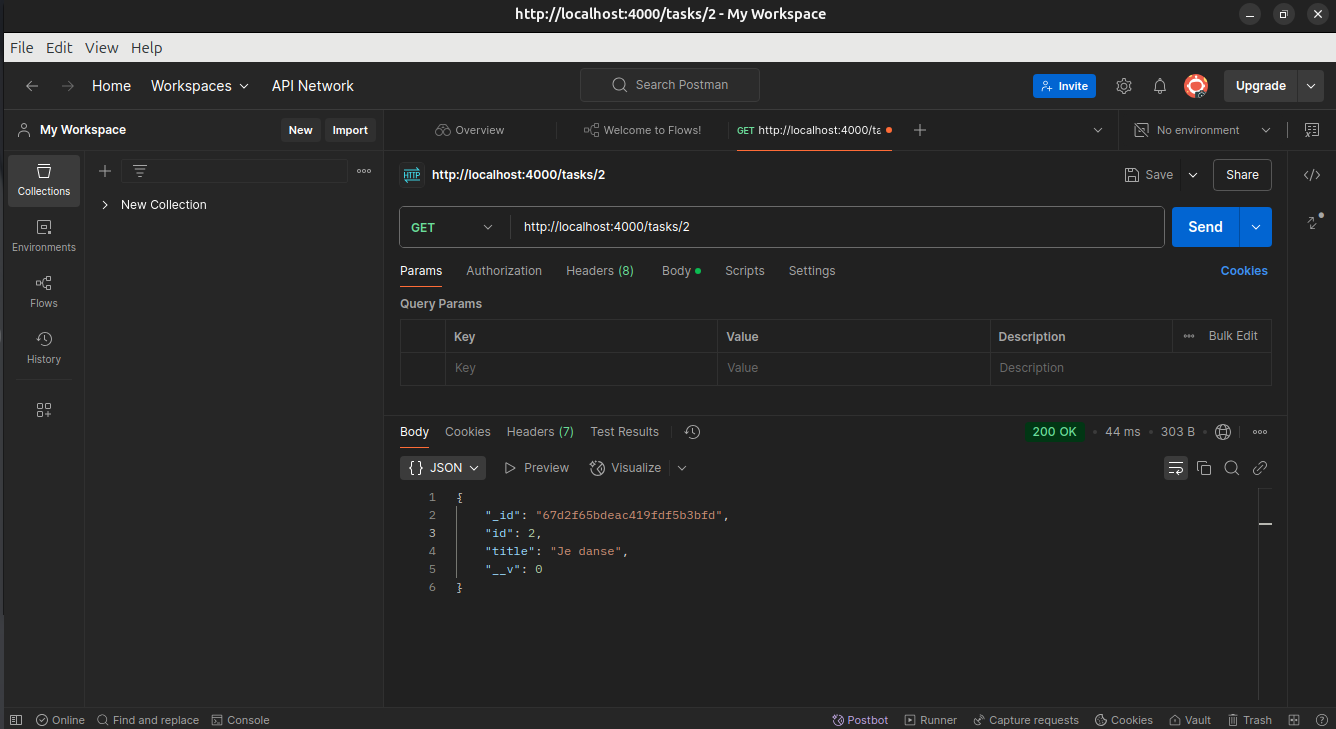 http://localhost:4000/tasks/2 - My Workspace
File Edit View Help
Home Workspaces API Network Search Postman Invite Upgrade
My Workspace New Import Overview Welcome to Flows! GET http://localhost:4000/ta No environment
Collections
New Collection
Environments
Flows
History
HTTP http://localhost:4000/tasks/2 Save Share
GET http://localhost:4000/tasks/2 Send
Params Authorization Headers (8) Body Scripts Settings Cookies
Query Params
Key Value Description Bulk Edit
Key Value Description
Body Cookies Headers (7) Test Results 200 OK 44 ms 303 B
{} JSON Preview Visualize
1 {
2 "_id": "67d2f65bdeac419fdf5b3bfd",
3 "id": 2,
4 "title": "Je danse",
5 "__v": 0
6 }
Online Find and replace Console Postbot Runner Capture requests Cookies Vault Trash